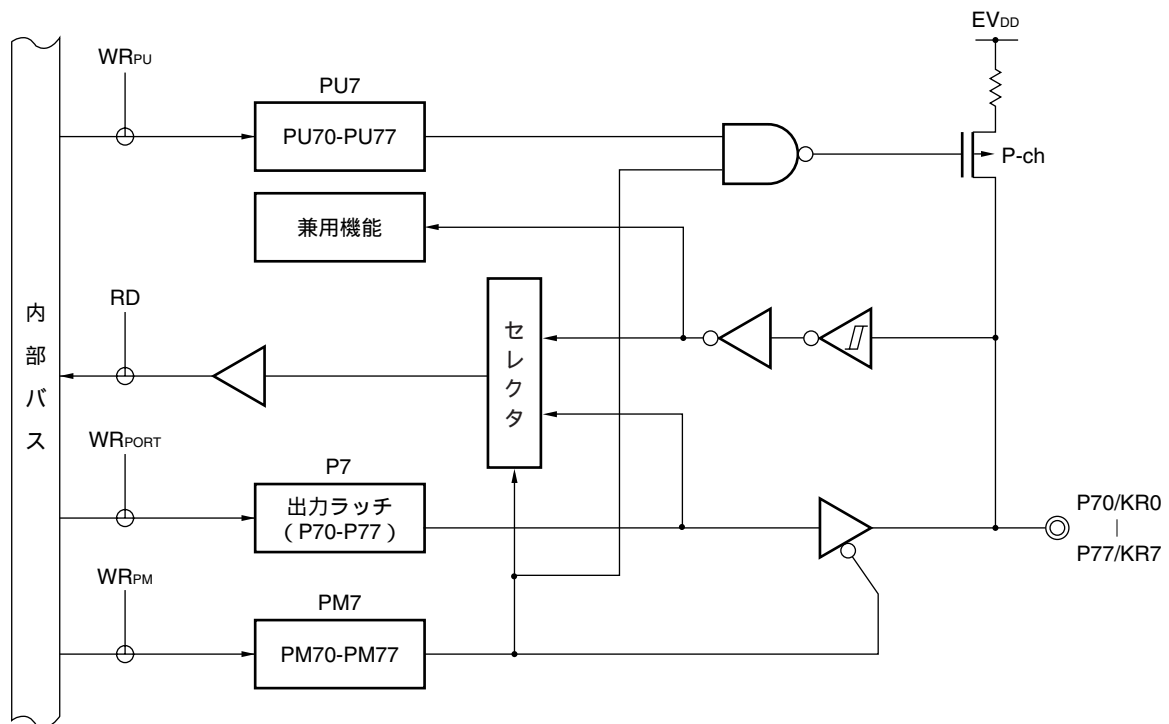 EVDD
WRPU
PU7
PU70-PU77
P-ch
兼用機能
RD
セレクタ
内部バス
WRPORT
P7
出力ラッチ
（P70-P77）
P70/KR0
P77/KR7
WRPM
PM7
PM70-PM77